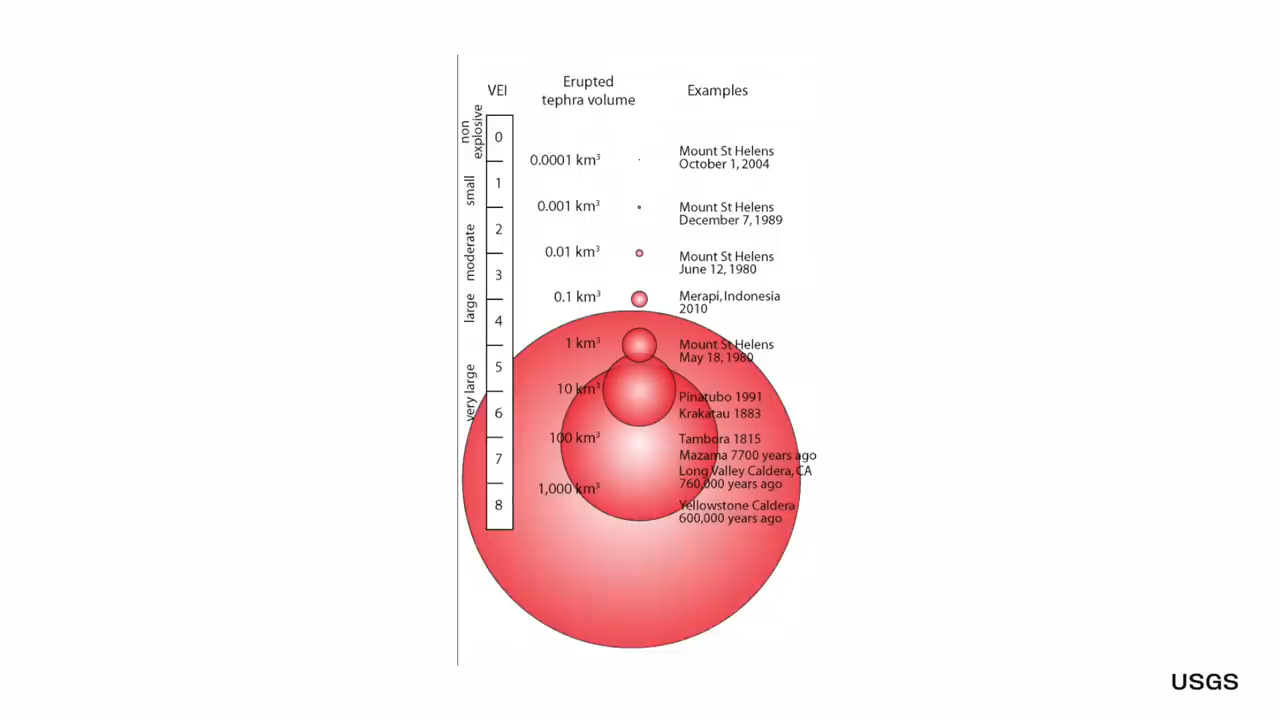 VEI
Erupted
tephra volume
Examples
non
explosive
0
0.0001 km³
Mount St Helens
October 1, 2004
small
1
0.001 km³
Mount St Helens
December 7, 1989
moderate
2
0.01 km³
Mount St Helens
June 12, 1980
3
0.1 km³
Merapi, Indonesia
2010
large
4
1 km³
Mount St Helens
May 18, 1980
very large
5
10 km³
Pinatubo 1991
Krakatau 1883
6
100 km³
Tambora 1815
Mazama 7700 years ago
7
Long Valley Caldera, CA
760,000 years ago
1,000 km³
8
Yellowstone Caldera
600,000 years ago
USGS